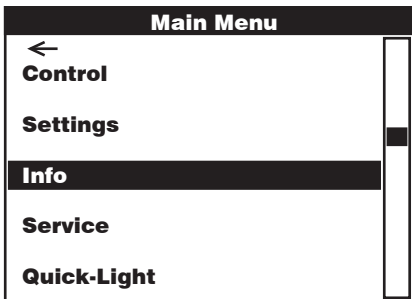 Main Menu
←
Control
Settings
Info
Service
Quick-Light